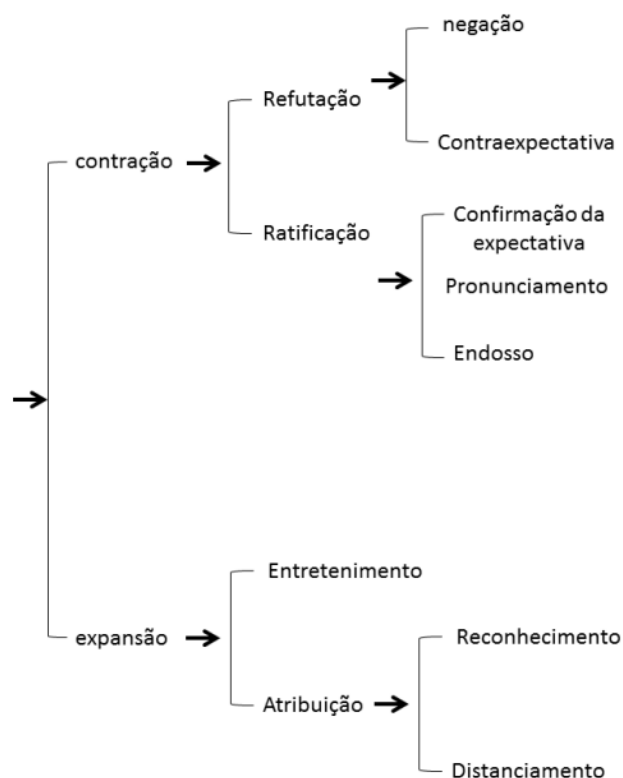 negação
Refutação
Contraexpectativa
contração
Ratificação
Confirmação da
expectativa
Pronunciamento
Endosso
Entretenimento
expansão
Reconhecimento
Atribuição
Distanciamento